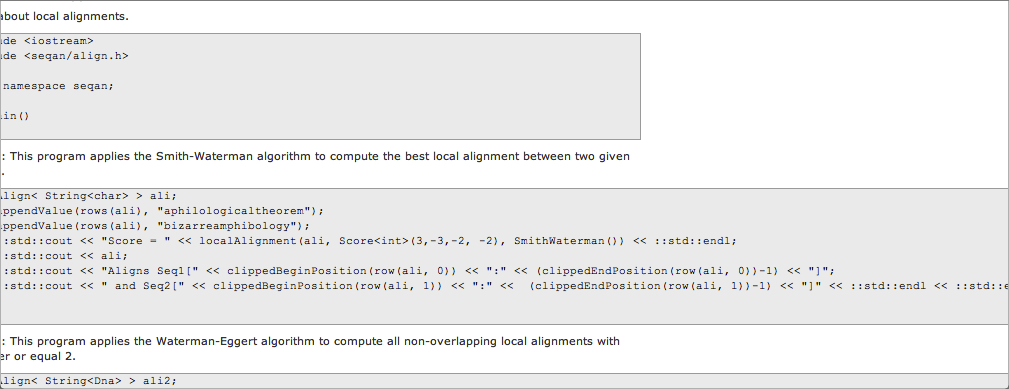 about local alignments.
ude <iostream>
ude <seqan/align.h>
namespace seqan;
ain()
: This program applies the Smith-Waterman algorithm to compute the best local alignment between two given
.
Align< String<char> > ali;
appendValue(rows(ali), "aphilologicaltheorem");
appendValue(rows(ali), "bizarreamphibology");
::std::cout << "Score = " << localAlignment(ali, Score<int>(3,-3,-2, -2), SmithWaterman()) << ::std::endl;
::std::cout << ali;
::std::cout << "Aligns Seq1[" << clippedBeginPosition(row(ali, 0)) << ":" << (clippedEndPosition(row(ali, 0))-1) << "]";
::std::cout << " and Seq2[" << clippedBeginPosition(row(ali, 1)) << ":" <<  (clippedEndPosition(row(ali, 1))-1) << "]" << ::std::endl << ::std::e
: This program applies the Waterman-Eggert algorithm to compute all non-overlapping local alignments with
er or equal 2.
Align< String<Dna> > ali2;